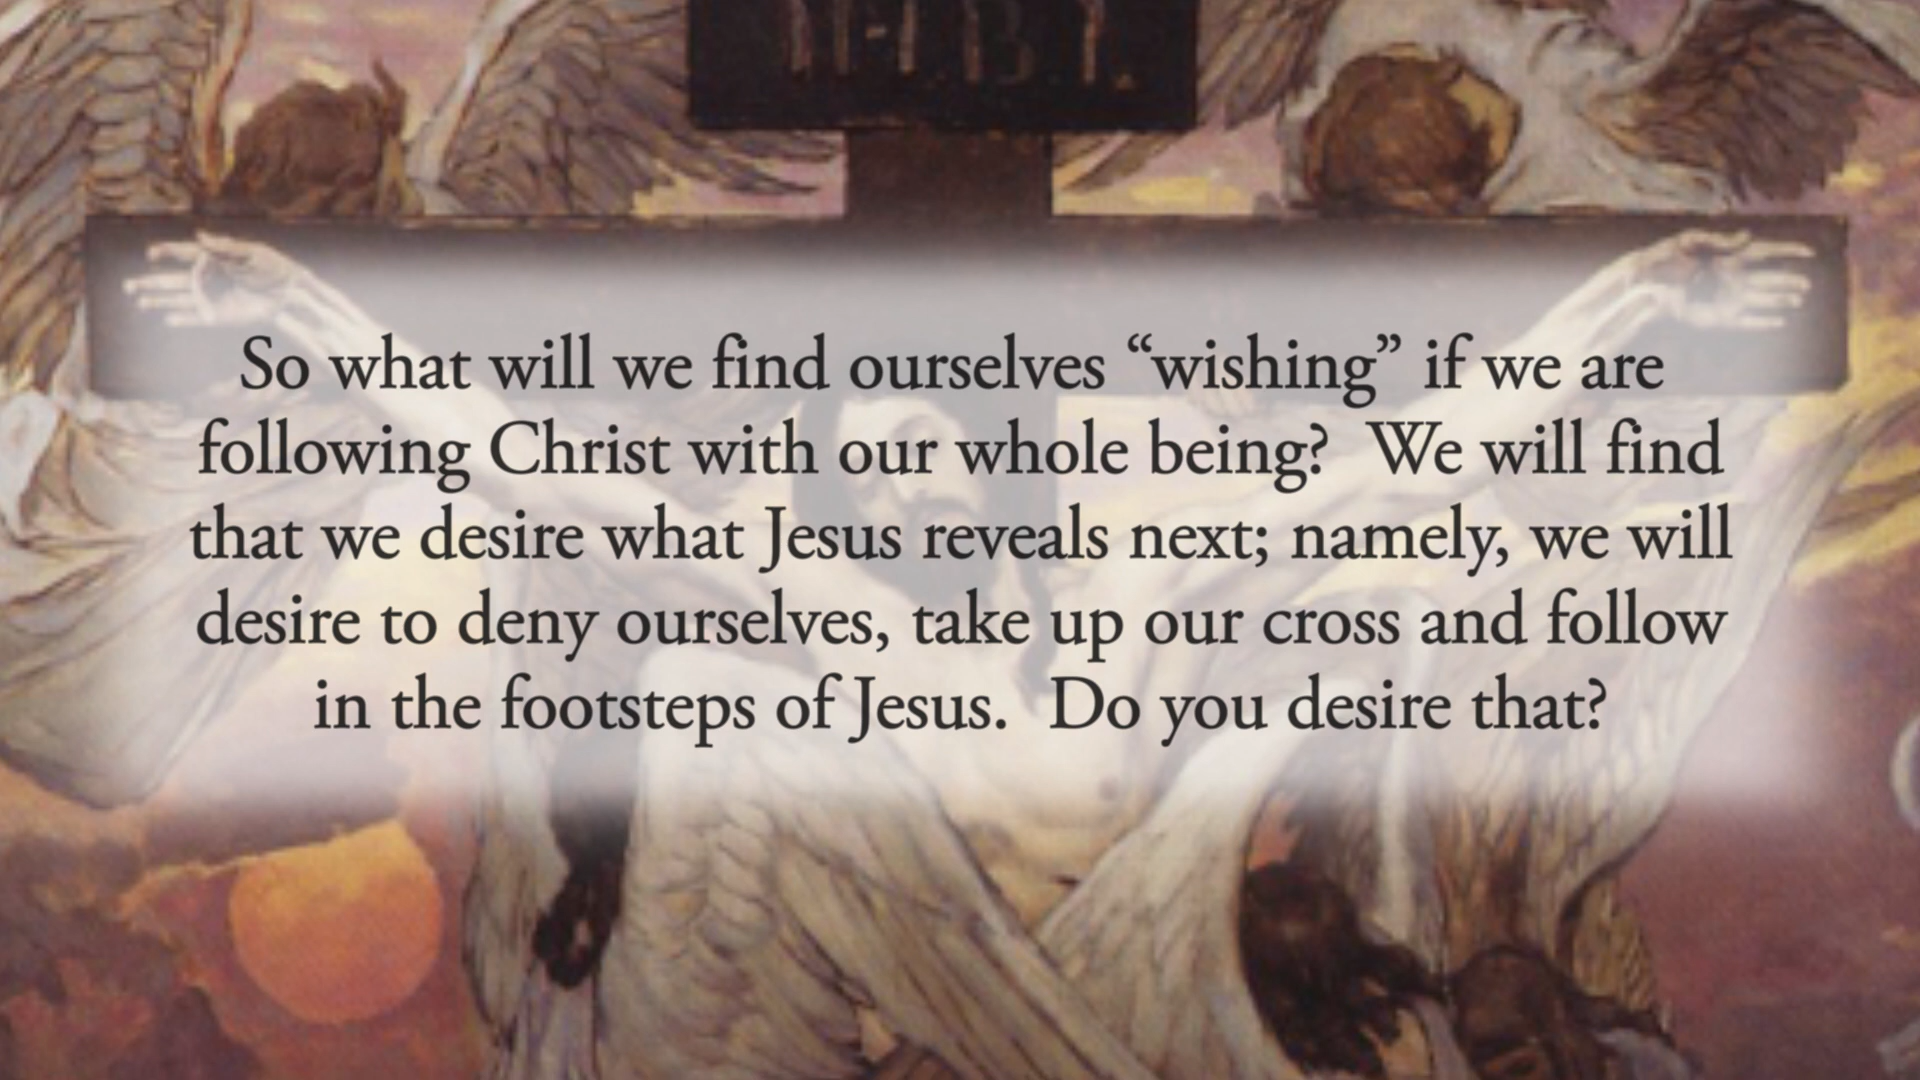 So what will we find ourselves “wishing” if we are
following Christ with our whole being?  We will find
that we desire what Jesus reveals next; namely, we will
desire to deny ourselves, take up our cross and follow
in the footsteps of Jesus.  Do you desire that?